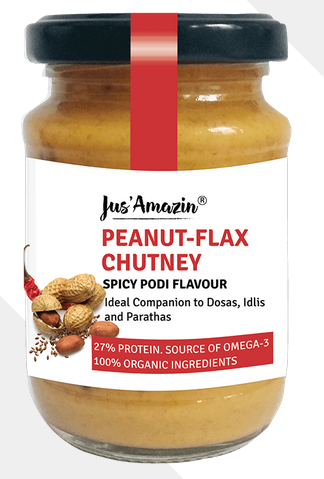 Jus'Amazin®
PEANUT-FLAX
CHUTNEY
SPICY PODI FLAVOUR
Ideal Companion to Dosas, Idlis
and Parathas
27% PROTEIN. SOURCE OF OMEGA-3
100% ORGANIC INGREDIENTS